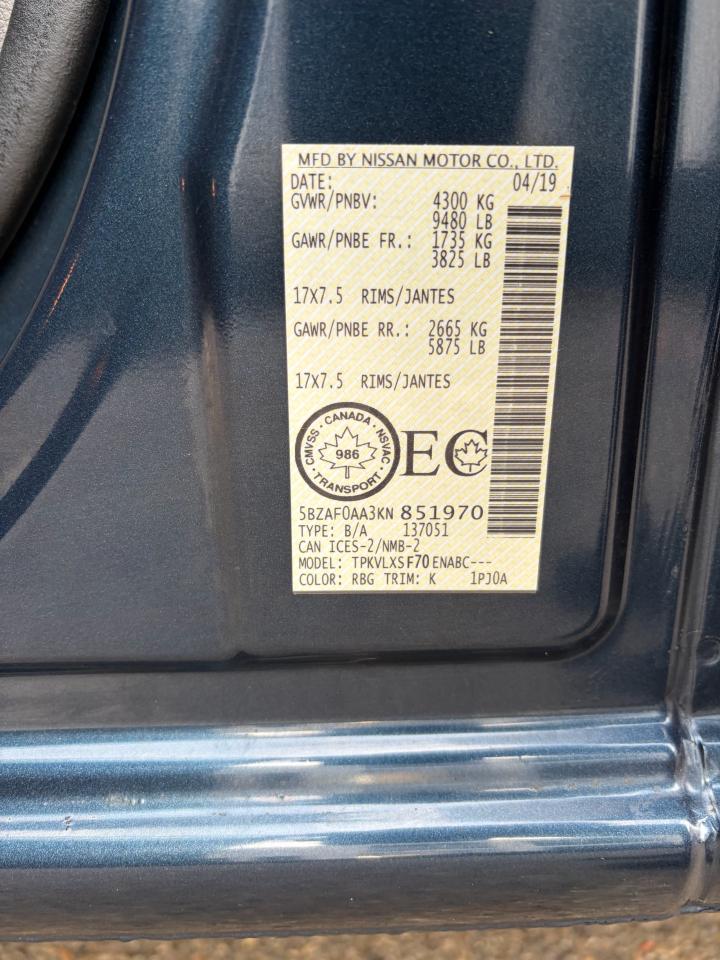 MFD BY NISSAN MOTOR CO., LTD.
DATE: 04/19
GVWR/PNBV: 4300 KG
9480 LB
GAWR/PNBE FR.: 1735 KG
3825 LB
17X7.5 RIMS/JANTES
GAWR/PNBE RR.: 2665 KG
5875 LB
17X7.5 RIMS/JANTES
CMVSS · CANADA · NSVAC
986
· TRANSPORT ·
EC
5BZAF0AA3KN 851970
TYPE: B/A 137051
CAN ICES-2/NMB-2
MODEL: TPKVLXS F70 ENABC---
COLOR: RBG TRIM: K 1PJ0A